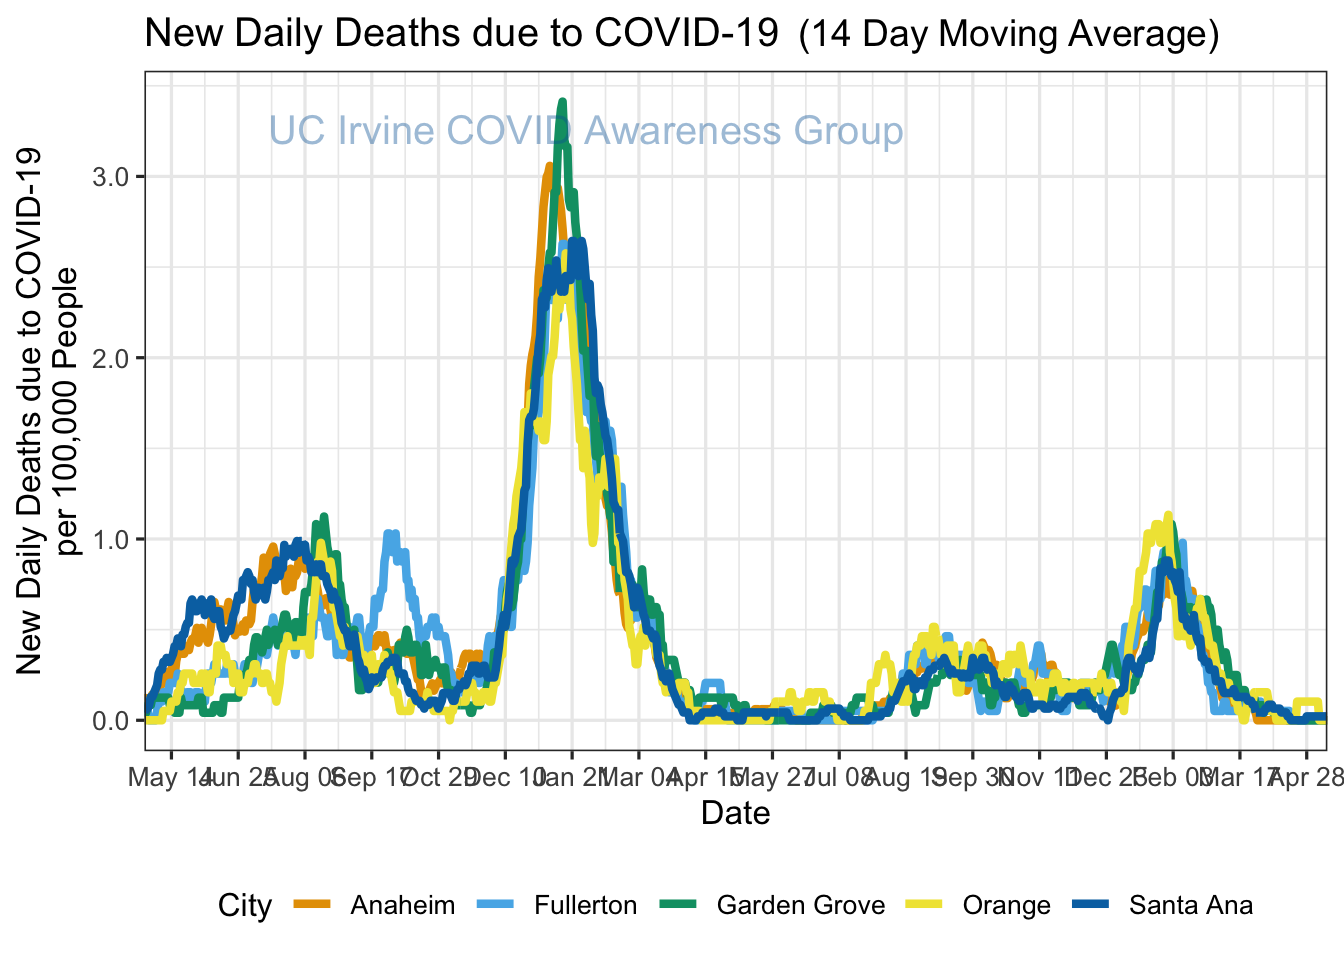 New Daily Deaths due to COVID-19 (14 Day Moving Average)
UC Irvine COVID Awareness Group
New Daily Deaths due to COVID-19
per 100,000 People
3.0
2.0
1.0
0.0
May 14 Jun 25 Aug 06 Sep 17 Oct 29 Dec 10 Jan 21 Mar 04 Apr 15 May 27 Jul 08 Aug 19 Sep 30 Nov 11 Dec 23 Feb 03 Mar 17 Apr 28
Date
City Anaheim Fullerton Garden Grove Orange Santa Ana